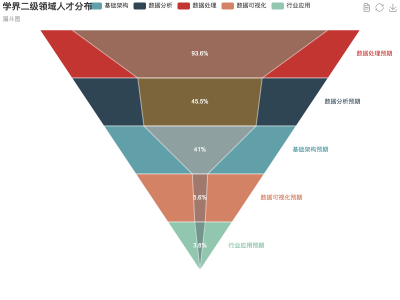 学界二级领域人才分布
基础架构 数据分析 数据处理 数据可视化 行业应用
漏斗图
93.6%
数据处理预期
45.5%
数据分析预期
41%
基础架构预期
5.6%
数据可视化预期
3.8%
行业应用预期